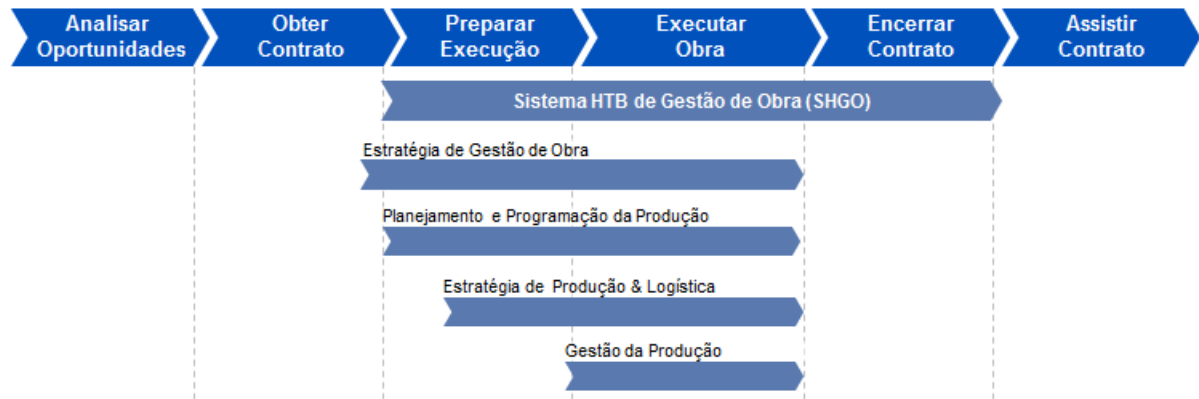 Analisar
Oportunidades
Obter
Contrato
Preparar
Execução
Executar
Obra
Encerrar
Contrato
Assistir
Contrato
Sistema HTB de Gestão de Obra (SHGO)
Estratégia de Gestão de Obra
Planejamento e Programação da Produção
Estratégia de Produção & Logística
Gestão da Produção